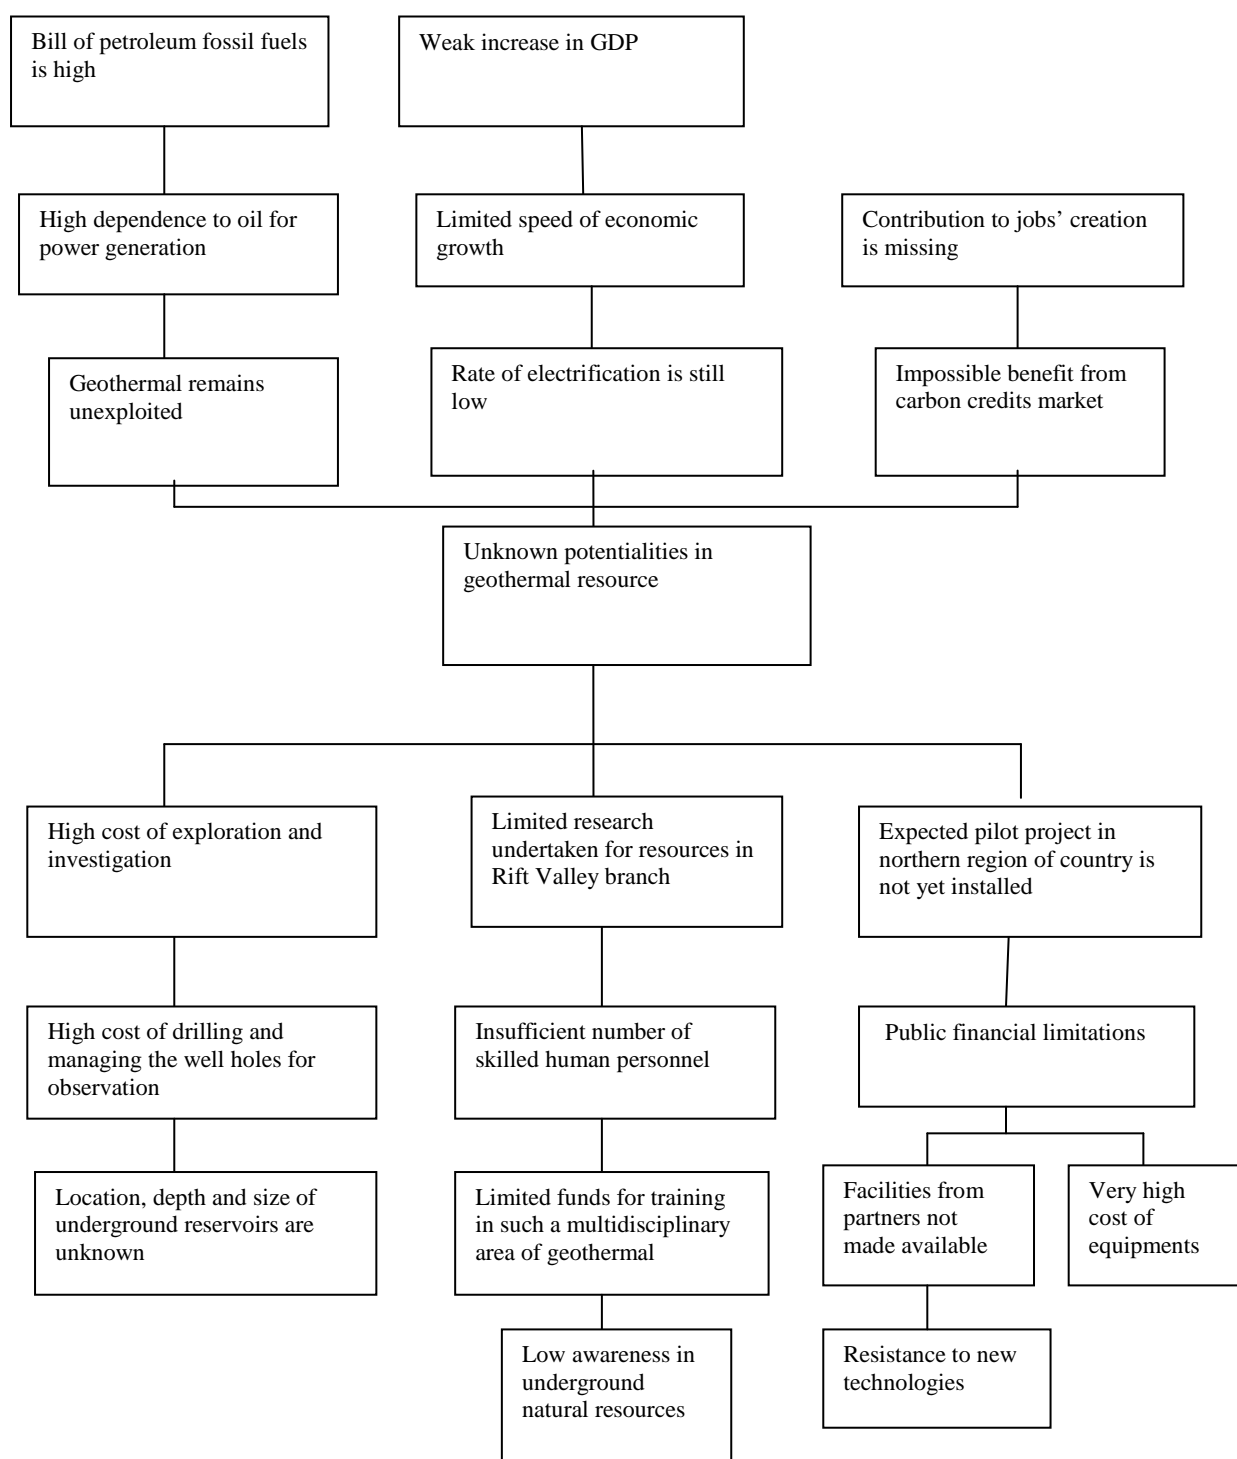 Bill of petroleum fossil fuels
is high
Weak increase in GDP
High dependence to oil for
power generation
Limited speed of economic
growth
Contribution to jobs’ creation
is missing
Geothermal remains
unexploited
Rate of electrification is still
low
Impossible benefit from
carbon credits market
Unknown potentialities in
geothermal resource
High cost of exploration and
investigation
Limited research
undertaken for resources in
Rift Valley branch
Expected pilot project in
northern region of country is
not yet installed
High cost of drilling and
managing the well holes for
observation
Insufficient number of
skilled human personnel
Public financial limitations
Location, depth and size of
underground reservoirs are
unknown
Limited funds for training
in such a multidisciplinary
area of geothermal
Facilities from
partners not
made available
Very high
cost of
equipments
Low awareness in
underground
natural resources
Resistance to new
technologies